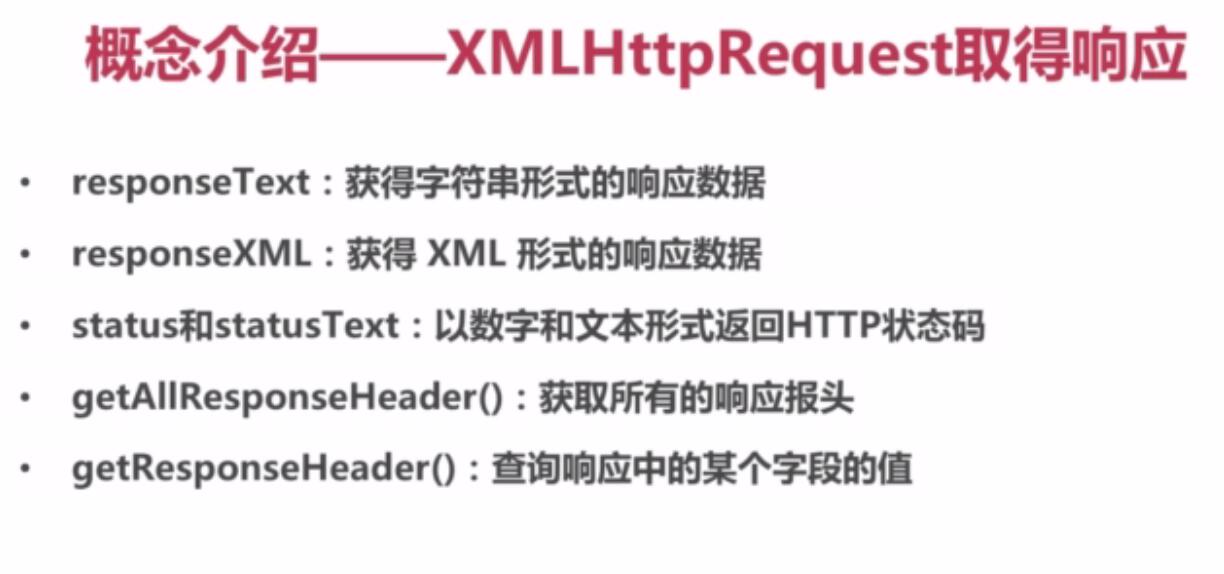 概念介绍——XMLHttpRequest取得响应
• responseText：获得字符串形式的响应数据
• responseXML：获得 XML 形式的响应数据
• status和statusText：以数字和文本形式返回HTTP状态码
• getAllResponseHeader()：获取所有的响应报头
• getResponseHeader()：查询响应中的某个字段的值